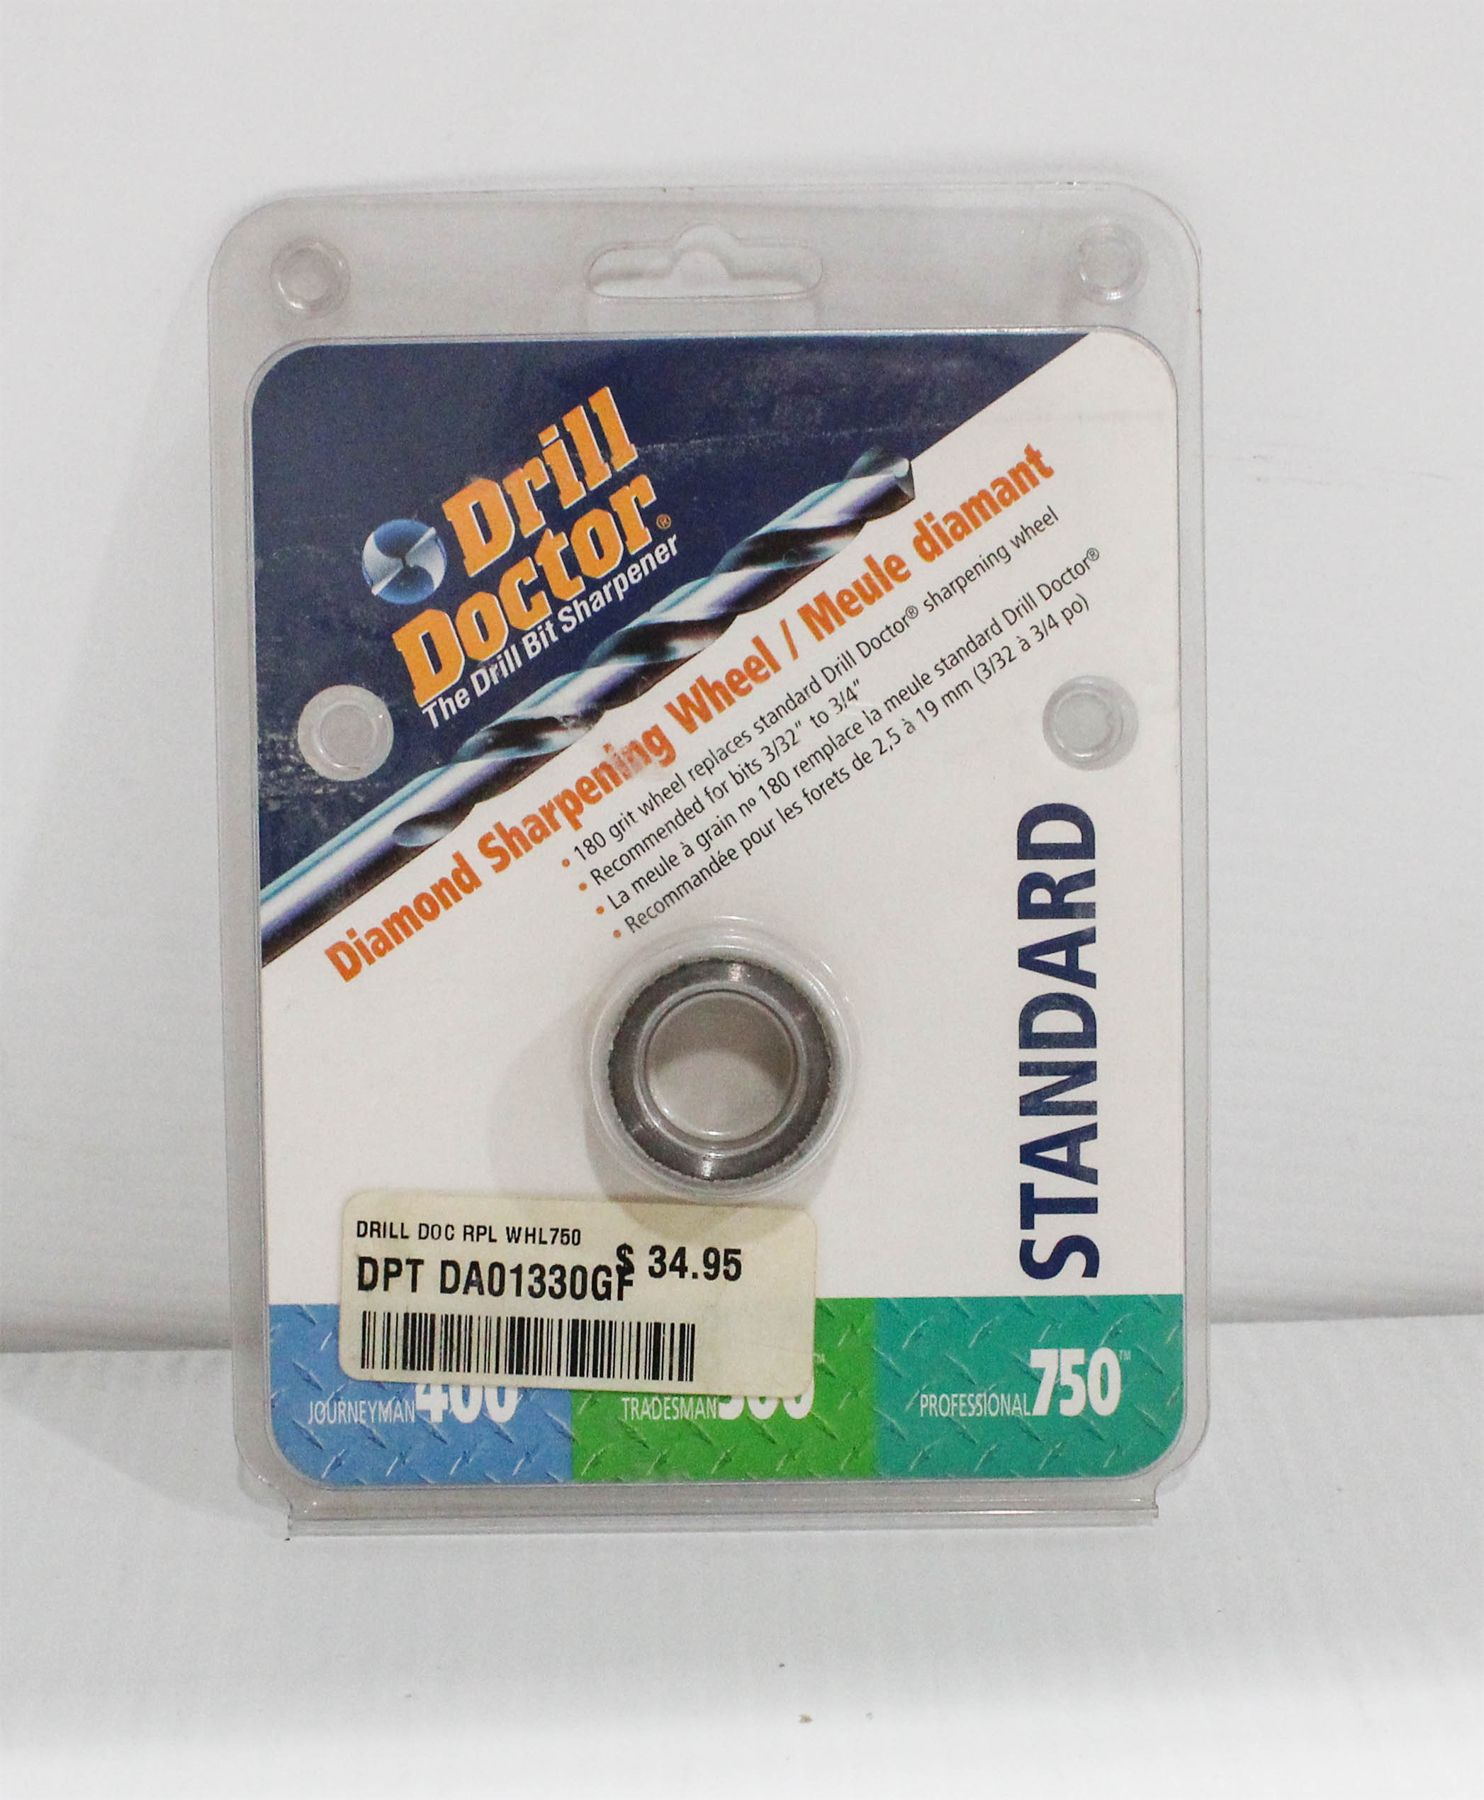 Drill
Doctor®
The Drill Bit Sharpener
Diamond Sharpening Wheel / Meule diamant
• 180 grit wheel replaces standard Drill Doctor® sharpening wheel
• Recommended for bits 3/32" to 3/4"
• La meule à grain nº 180 remplace la meule standard Drill Doctor®
• Recommandée pour les forets de 2,5 à 19 mm (3/32 à 3/4 po)
STANDARD
DRILL DOC RPL WHL750
DPT DA01330GF $ 34.95
JOURNEYMAN 400
TRADESMAN
PROFESSIONAL 750™